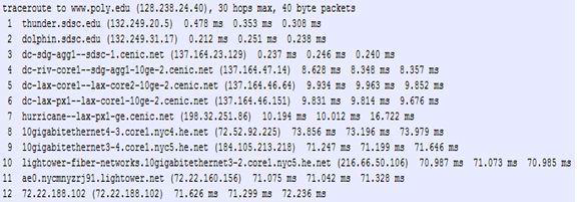 traceroute to www.poly.edu (128.238.24.40), 30 hops max, 40 byte packets
1 thunder.sdsc.edu (132.249.20.5) 0.478 ms 0.353 ms 0.308 ms
2 dolphin.sdsc.edu (132.249.31.17) 0.212 ms 0.251 ms 0.238 ms
3 dc-sdg-agg1--sdsc-1.cenic.net (137.164.23.129) 0.237 ms 0.246 ms 0.240 ms
4 dc-riv-core1--sdg-agg1-10ge-2.cenic.net (137.164.47.14) 8.628 ms 8.348 ms 8.357 ms
5 dc-lax-core1--lax-core2-10ge-2.cenic.net (137.164.46.64) 9.934 ms 9.963 ms 9.852 ms
6 dc-lax-px1--lax-core1-10ge-2.cenic.net (137.164.46.151) 9.831 ms 9.814 ms 9.676 ms
7 hurricane--lax-px1-ge.cenic.net (198.32.251.86) 10.194 ms 10.012 ms 16.722 ms
8 10gigabitethernet4-3.core1.nyc4.he.net (72.52.92.225) 73.856 ms 73.196 ms 73.979 ms
9 10gigabitethernet3-4.core1.nyc5.he.net (184.105.213.218) 71.247 ms 71.199 ms 71.646 ms
10 lightower-fiber-networks.10gigabitethernet3-2.core1.nyc5.he.net (216.66.50.106) 70.987 ms 71.073 ms 70.985 ms
11 ae0.nycmnyzrj91.lightower.net (72.22.160.156) 71.075 ms 71.042 ms 71.328 ms
12 72.22.188.102 (72.22.188.102) 71.626 ms 71.299 ms 72.236 ms